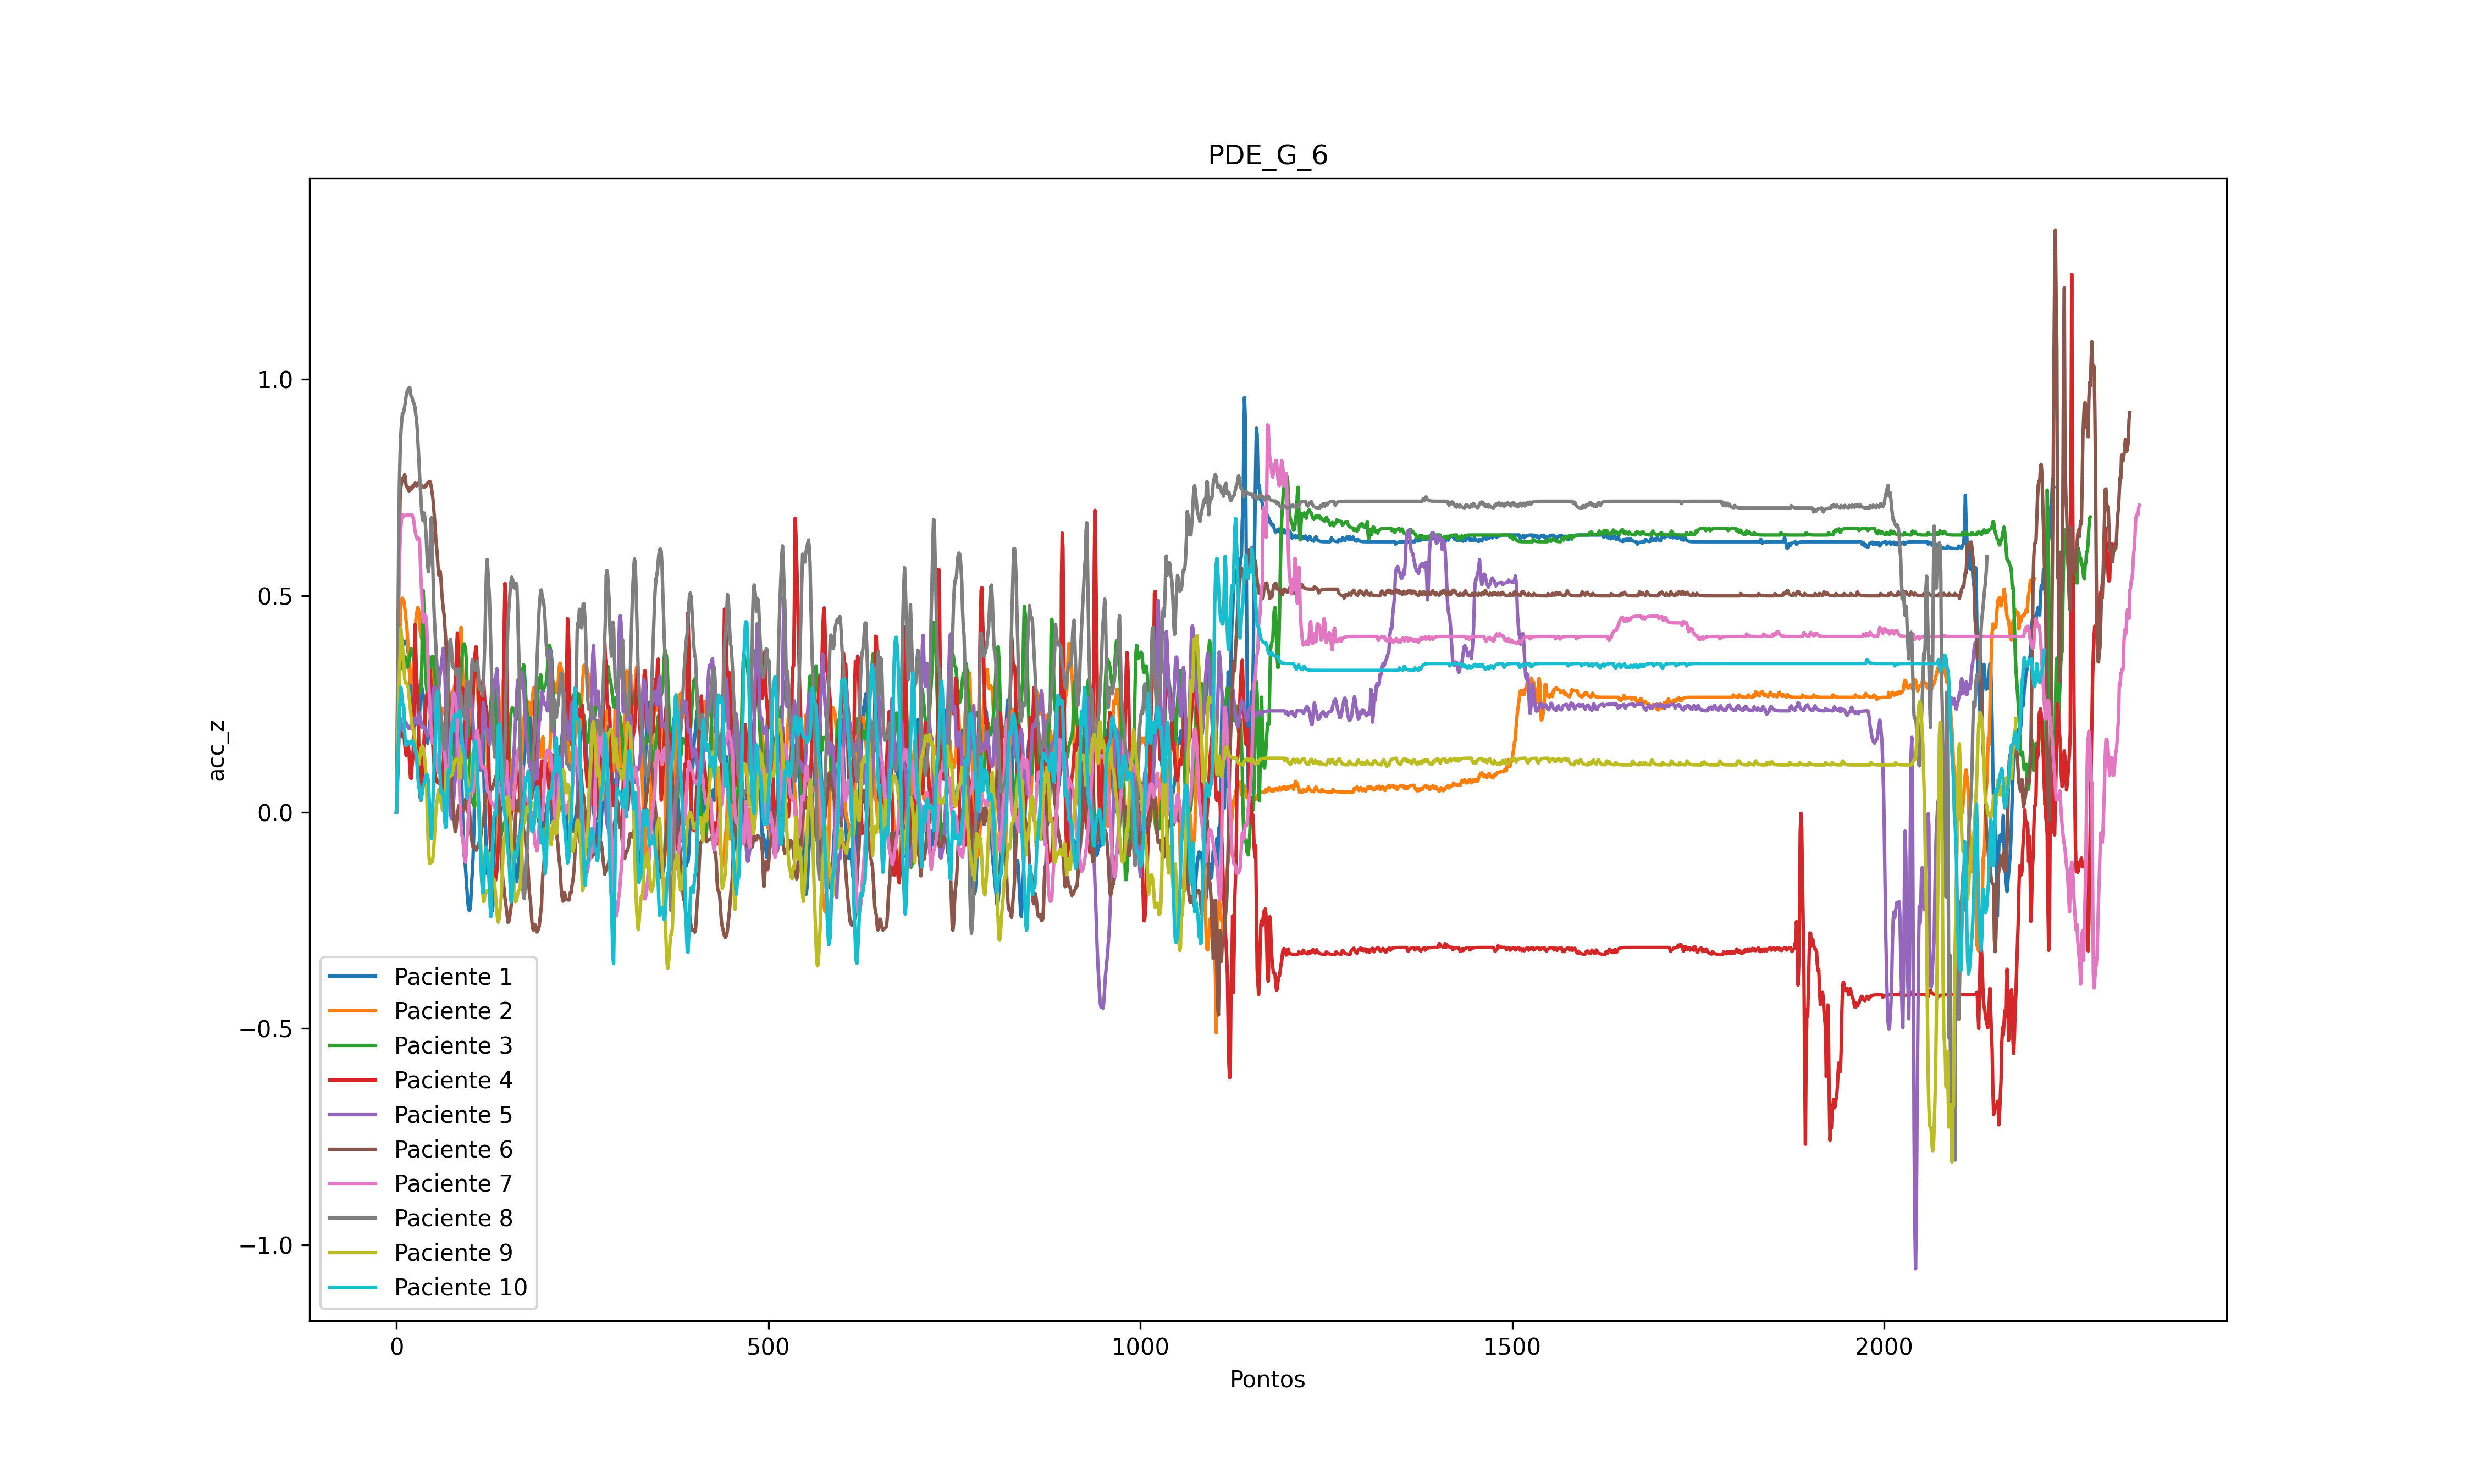 PDE_G_6
acc_z
1.0
0.5
0.0
−0.5
−1.0
Paciente 1
Paciente 2
Paciente 3
Paciente 4
Paciente 5
Paciente 6
Paciente 7
Paciente 8
Paciente 9
Paciente 10
0 500 1000 1500 2000
Pontos